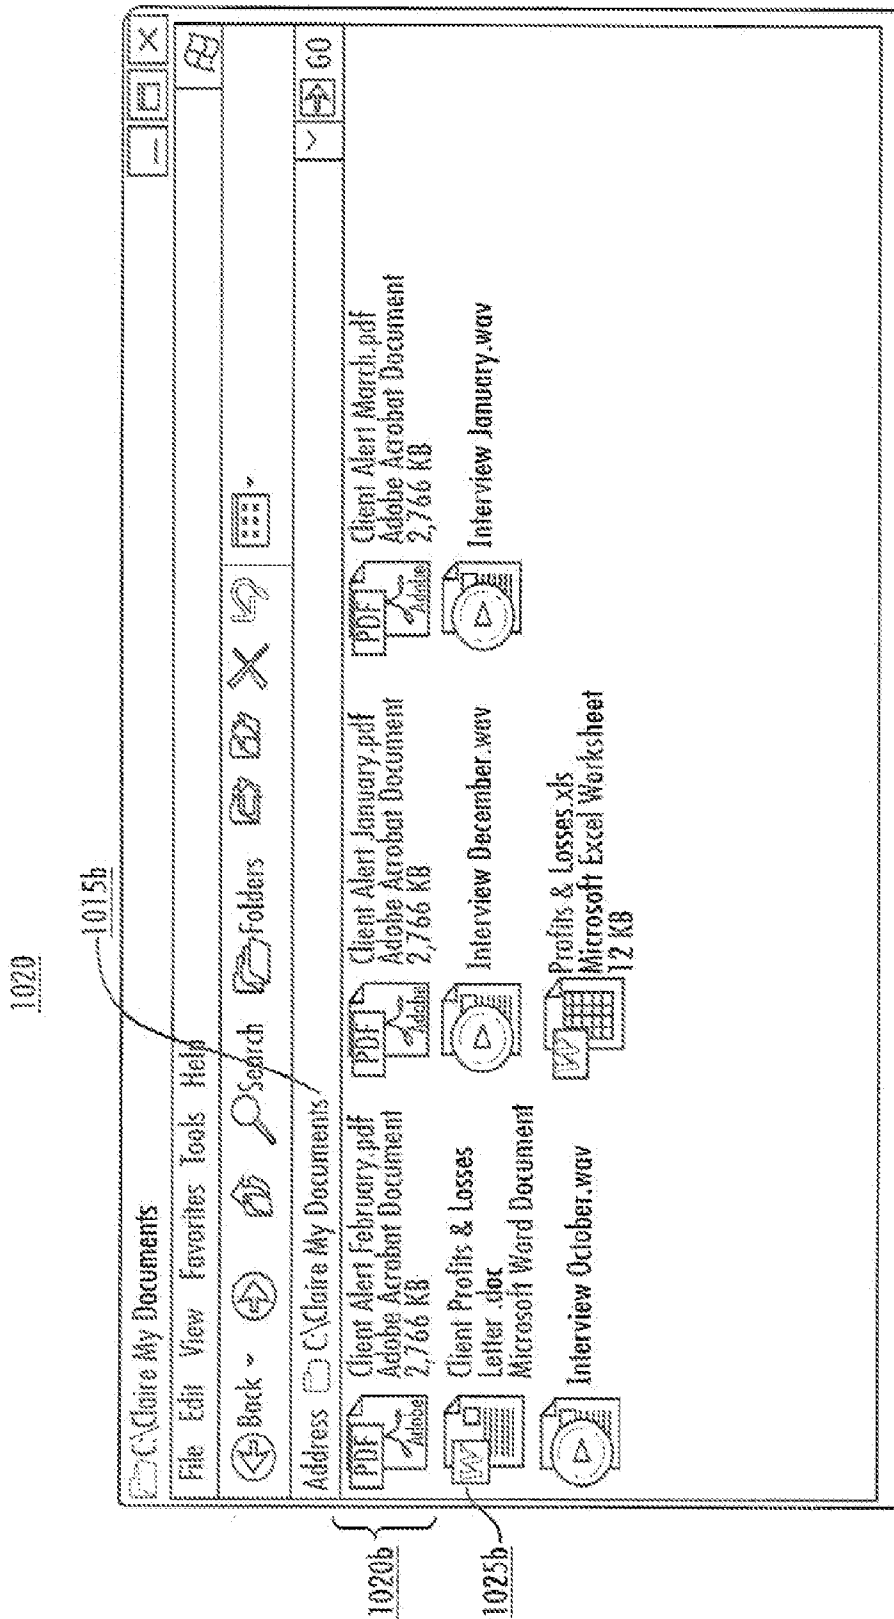 1020
1015b
C:\Claire My Documents
File Edit View Favorites Tools Help
Back Search Folders
Address C:\Claire My Documents GO
1020b
PDF
Adobe
Client Alert February.pdf
Adobe Acrobat Document
2,766 KB
PDF
Adobe
Client Alert January.pdf
Adobe Acrobat Document
2,766 KB
PDF
Adobe
Client Alert March.pdf
Adobe Acrobat Document
2,766 KB
1025b
W
Client Profits & Losses
Letter .doc
Microsoft Word Document
Interview December.wav
Interview January.wav
Interview October.wav
W
Profits & Losses.xls
Microsoft Excel Worksheet
12 KB